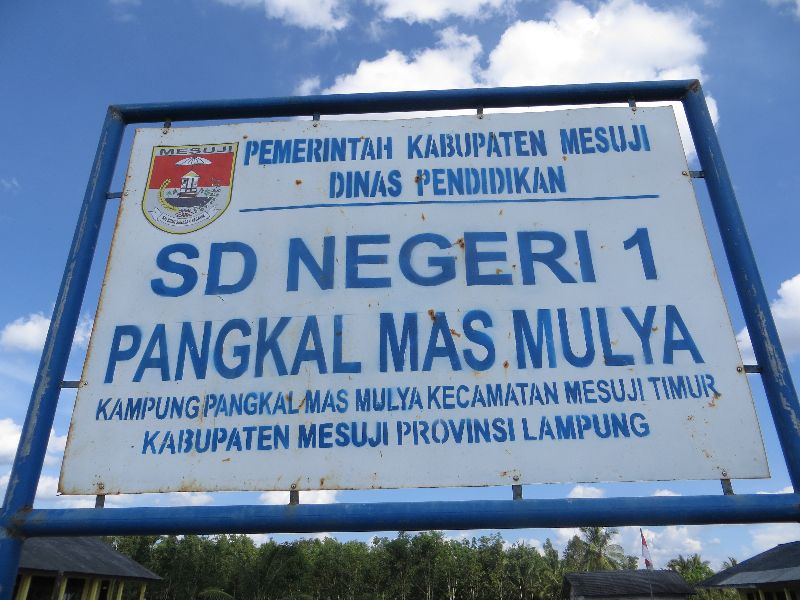 MESUJI
PEMERINTAH KABUPATEN MESUJI
DINAS PENDIDIKAN
SD NEGERI 1
PANGKAL MAS MULYA
KAMPUNG PANGKAL MAS MULYA KECAMATAN MESUJI TIMUR
KABUPATEN MESUJI PROVINSI LAMPUNG